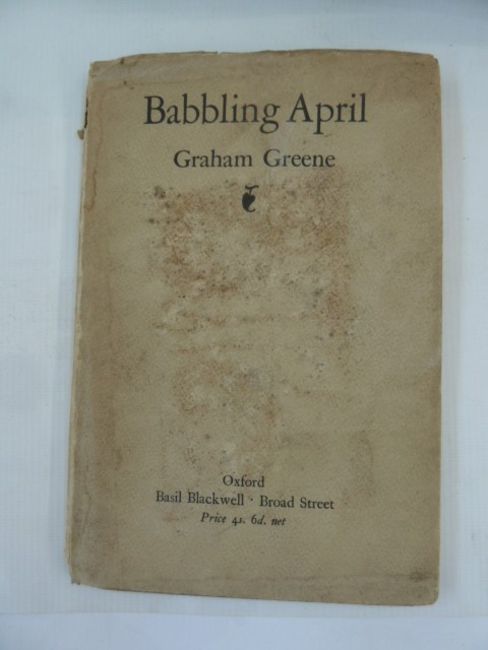 Babbling April
Graham Greene
Oxford
Basil Blackwell · Broad Street
Price 4s. 6d. net